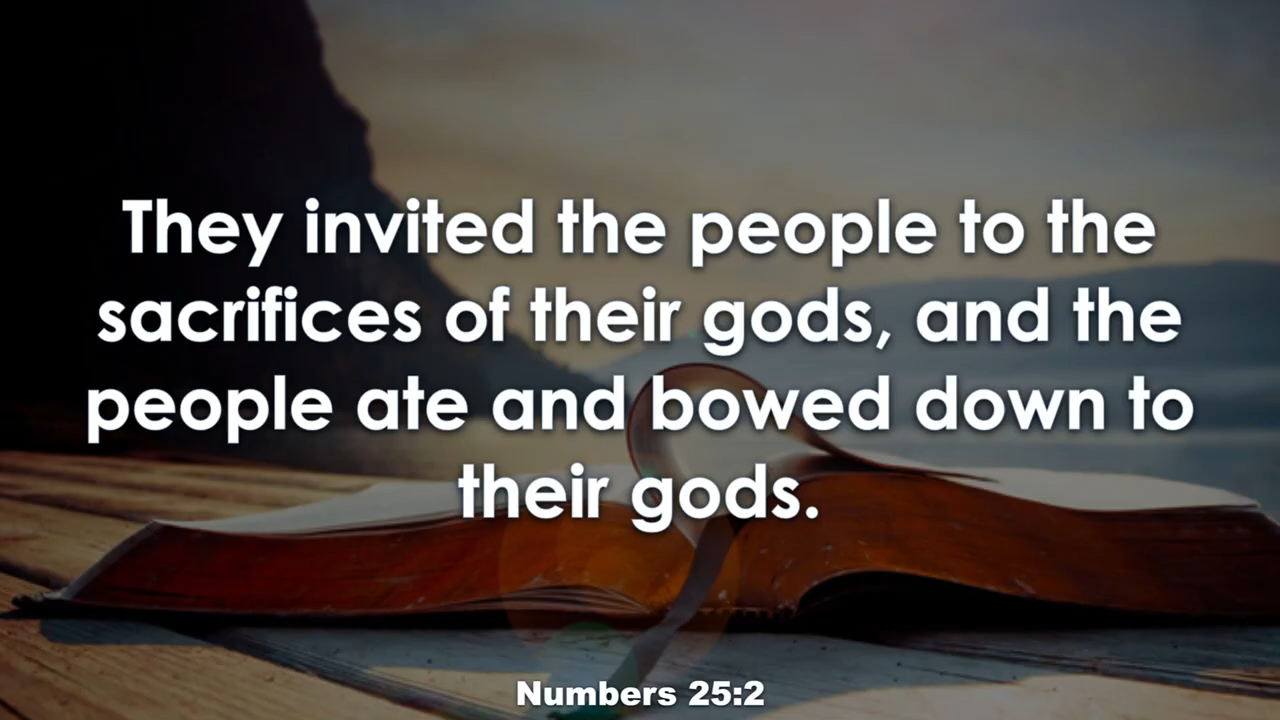 They invited the people to the
sacrifices of their gods, and the
people ate and bowed down to
their gods.
Numbers 25:2